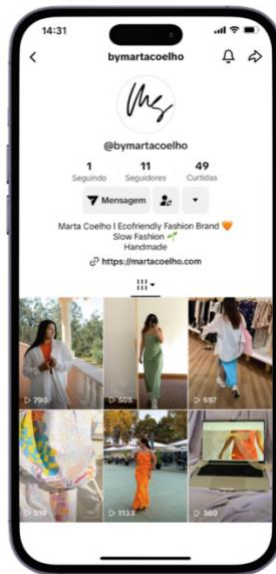 14:31
bymartacoelho
@bymartacoelho
1 11 49
Seguindo Seguidores Curtidas
Mensagem
Marta Coelho I Ecofriendly Fashion Brand 🧡
Slow Fashion 🌱
Handmade
https://martacoelho.com
790 505 597
1133 360